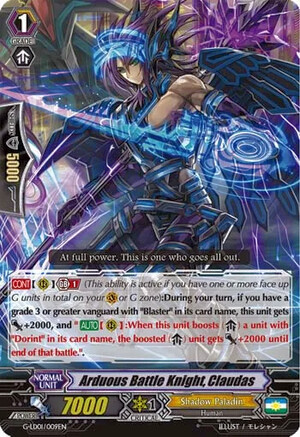 GRADE
1
5000
At full power. This is one who goes all out.
CONT [ ] GB 1 (This ability is active if you have one or more face up
G units in total on your or G zone):During your turn, if you have a
grade 3 or greater vanguard with "Blaster" in its card name, this unit gets
+2000, and "AUTO [ ]:When this unit boosts a unit with
"Dorint" in its card name, the boosted unit gets +2000 until
end of that battle.".
NORMAL UNIT
Arduous Battle Knight, Claudas
POWER 7000
1
CRITICAL
Shadow Paladin
Human
G-LD01/009EN
ILLUST / モレシャン